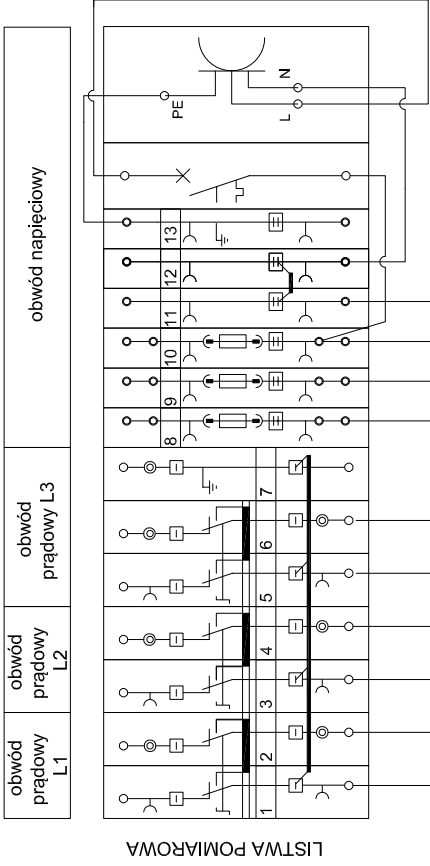 obwód
prądowy
L1
obwód
prądowy
L2
obwód
prądowy L3
obwód napięciowy
1
2
3
4
5
6
7
8
9
10
11
12
13
PE
L
N
LISTWA POMIAROWA